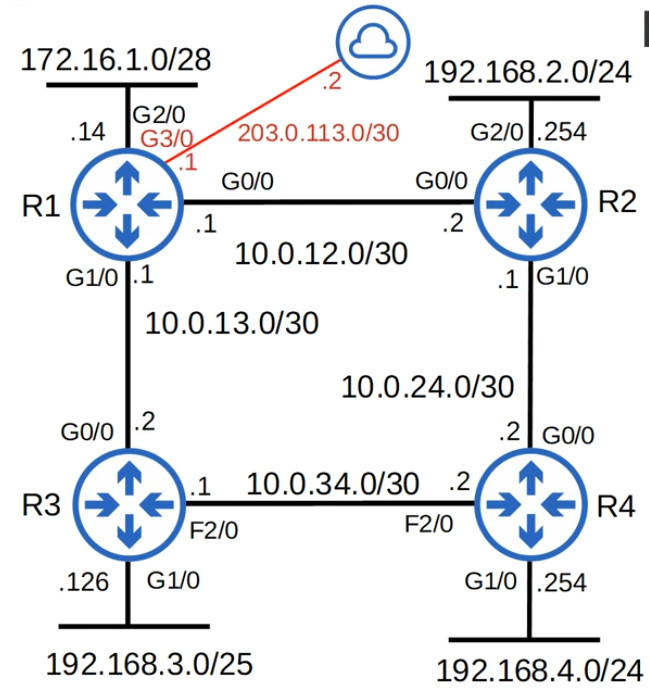 172.16.1.0/28
.2
192.168.2.0/24
G2/0
.14
G3/0
.1
203.0.113.0/30
G2/0
.254
R1
G0/0
G0/0
R2
.1
.2
10.0.12.0/30
G1/0
.1
.1
G1/0
10.0.13.0/30
10.0.24.0/30
G0/0
.2
.2
G0/0
R3
.1
10.0.34.0/30
.2
R4
F2/0
F2/0
.126
G1/0
G1/0
.254
192.168.3.0/25
192.168.4.0/24